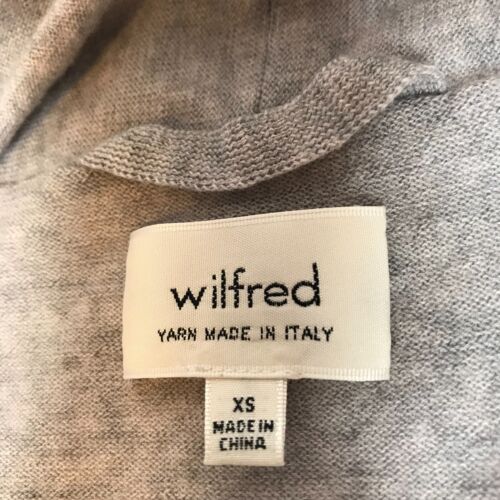 wilfred
YARN MADE IN ITALY
XS
MADE IN
CHINA